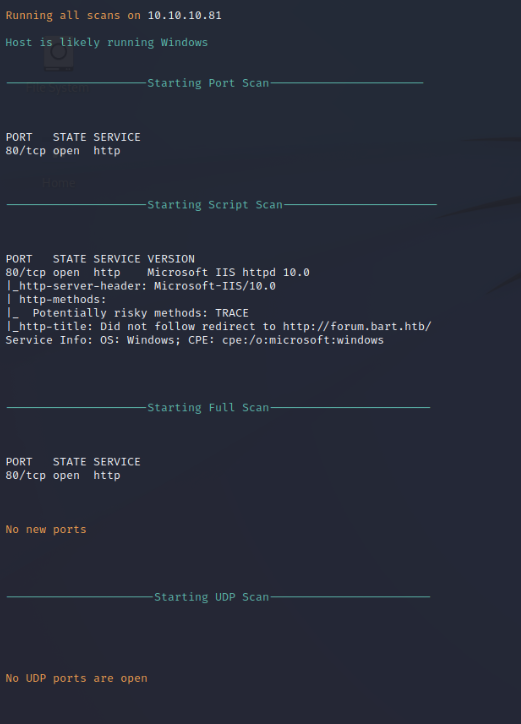 Running all scans on 10.10.10.81
Host is likely running Windows
Starting Port Scan
PORT   STATE SERVICE
80/tcp open  http
Home
Starting Script Scan
PORT   STATE SERVICE VERSION
80/tcp open  http    Microsoft IIS httpd 10.0
|_http-server-header: Microsoft-IIS/10.0
| http-methods:
|_  Potentially risky methods: TRACE
|_http-title: Did not follow redirect to http://forum.bart.htb/
Service Info: OS: Windows; CPE: cpe:/o:microsoft:windows
Starting Full Scan
PORT   STATE SERVICE
80/tcp open  http
No new ports
Starting UDP Scan
No UDP ports are open